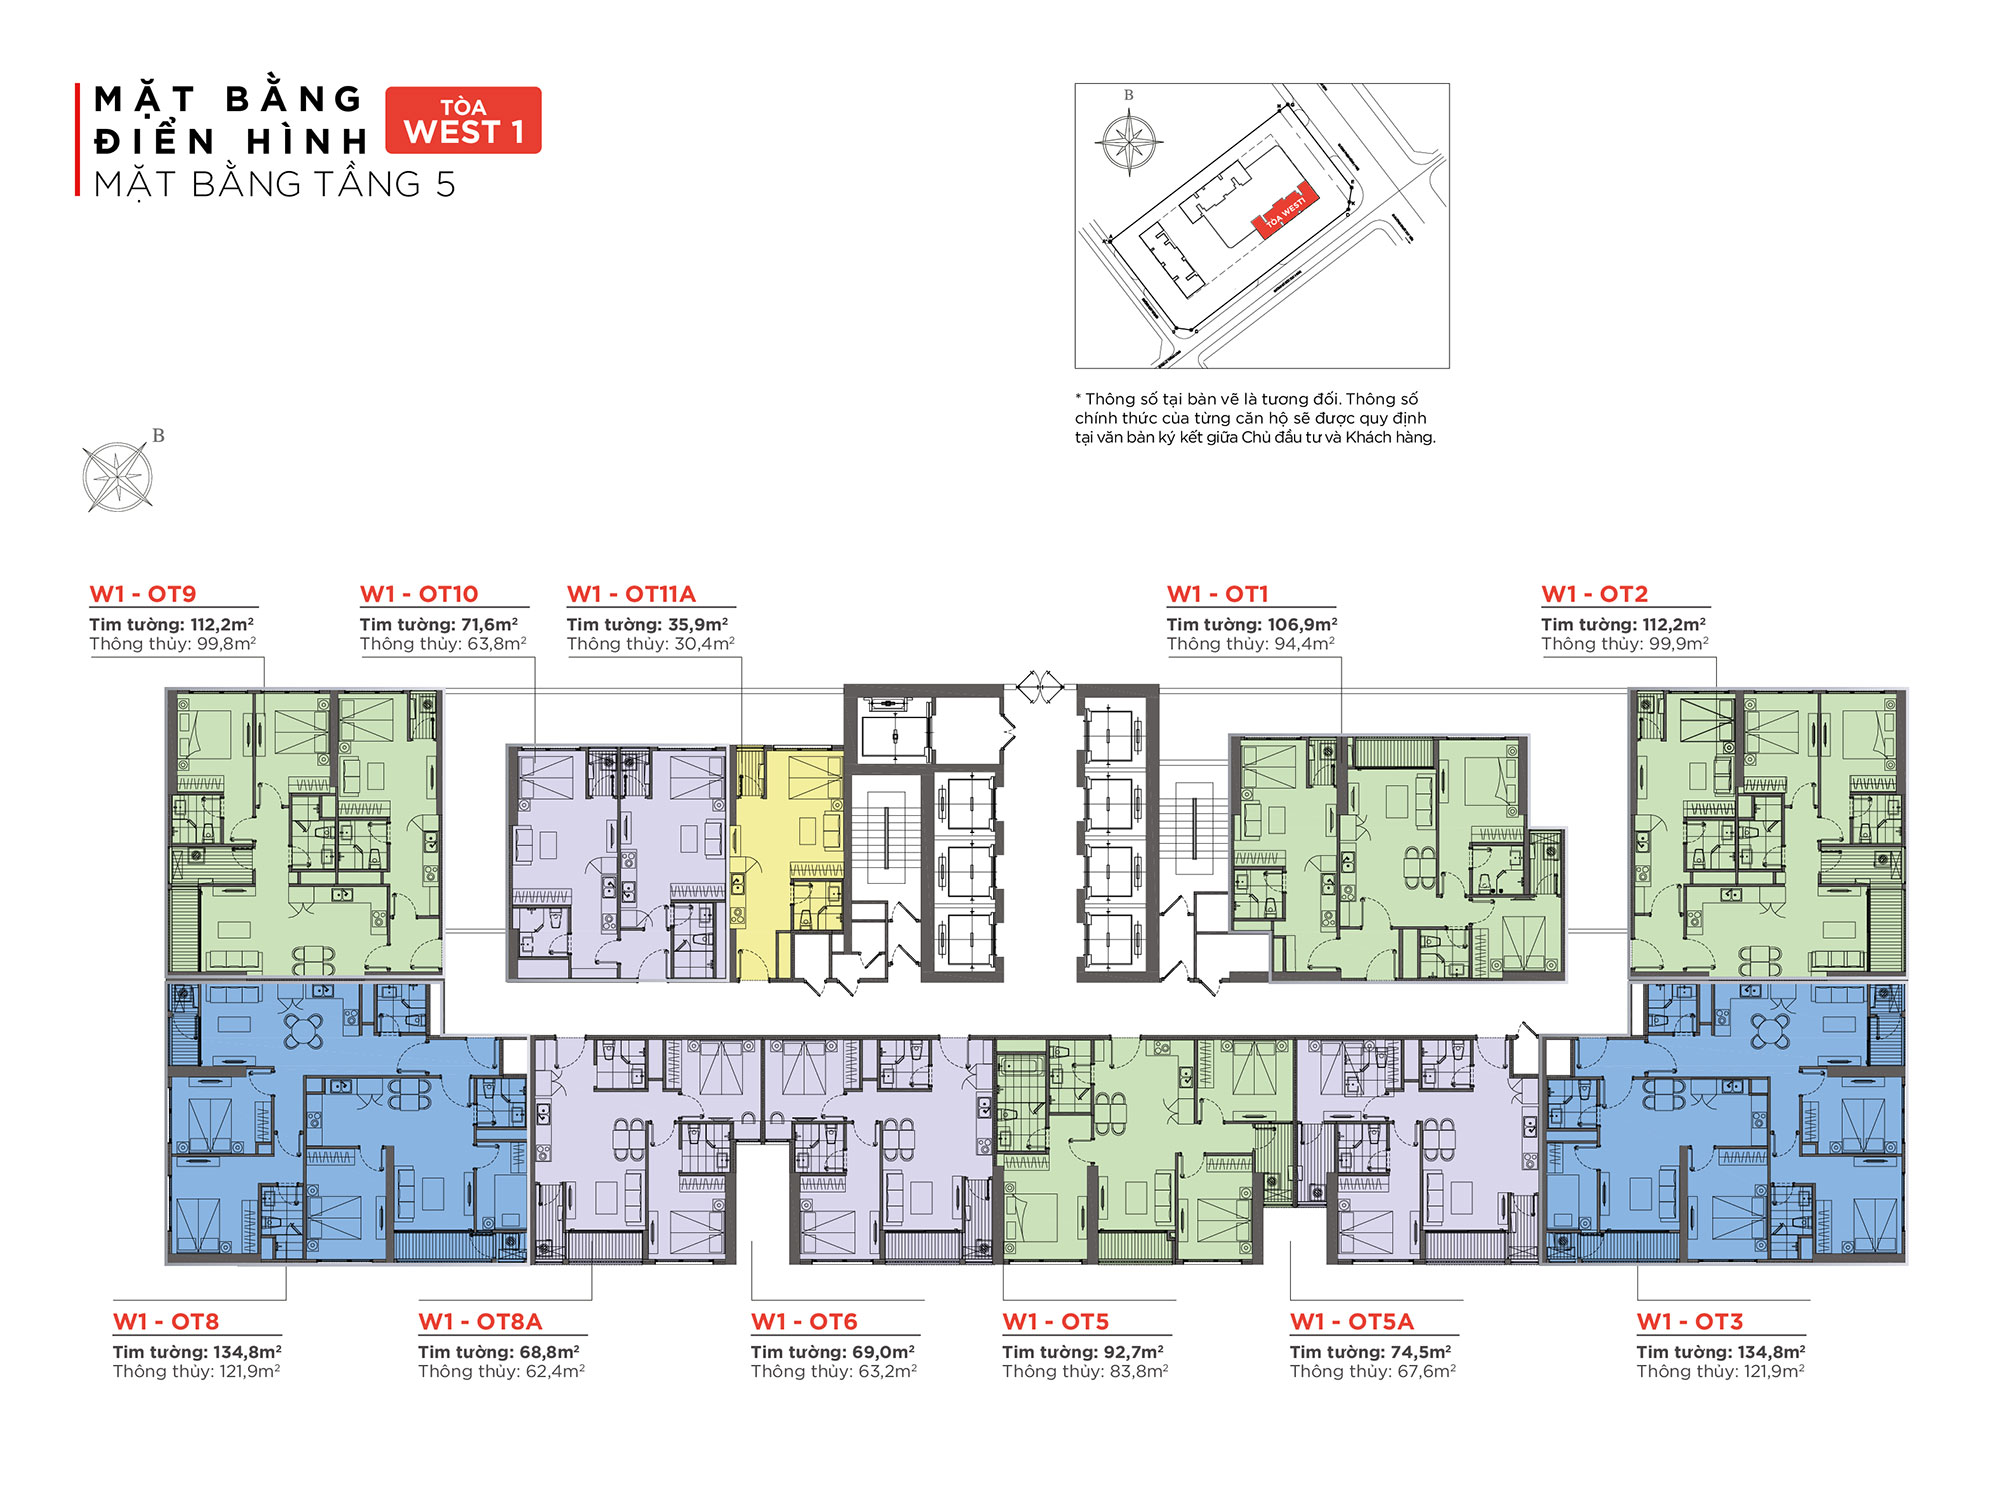 MẶT BẰNG
ĐIỂN HÌNH
TÒA
WEST 1
MẶT BẰNG TẦNG 5
B
TÒA WEST1
* Thông số tại bản vẽ là tương đối. Thông số
chính thức của từng căn hộ sẽ được quy định
tại văn bản ký kết giữa Chủ đầu tư và Khách hàng.
B
W1 - OT9
Tim tường: 112,2m²
Thông thủy: 99,8m²
W1 - OT10
Tim tường: 71,6m²
Thông thủy: 63,8m²
W1 - OT11A
Tim tường: 35,9m²
Thông thủy: 30,4m²
W1 - OT1
Tim tường: 106,9m²
Thông thủy: 94,4m²
W1 - OT2
Tim tường: 112,2m²
Thông thủy: 99,9m²
W1 - OT8
Tim tường: 134,8m²
Thông thủy: 121,9m²
W1 - OT8A
Tim tường: 68,8m²
Thông thủy: 62,4m²
W1 - OT6
Tim tường: 69,0m²
Thông thủy: 63,2m²
W1 - OT5
Tim tường: 92,7m²
Thông thủy: 83,8m²
W1 - OT5A
Tim tường: 74,5m²
Thông thủy: 67,6m²
W1 - OT3
Tim tường: 134,8m²
Thông thủy: 121,9m²